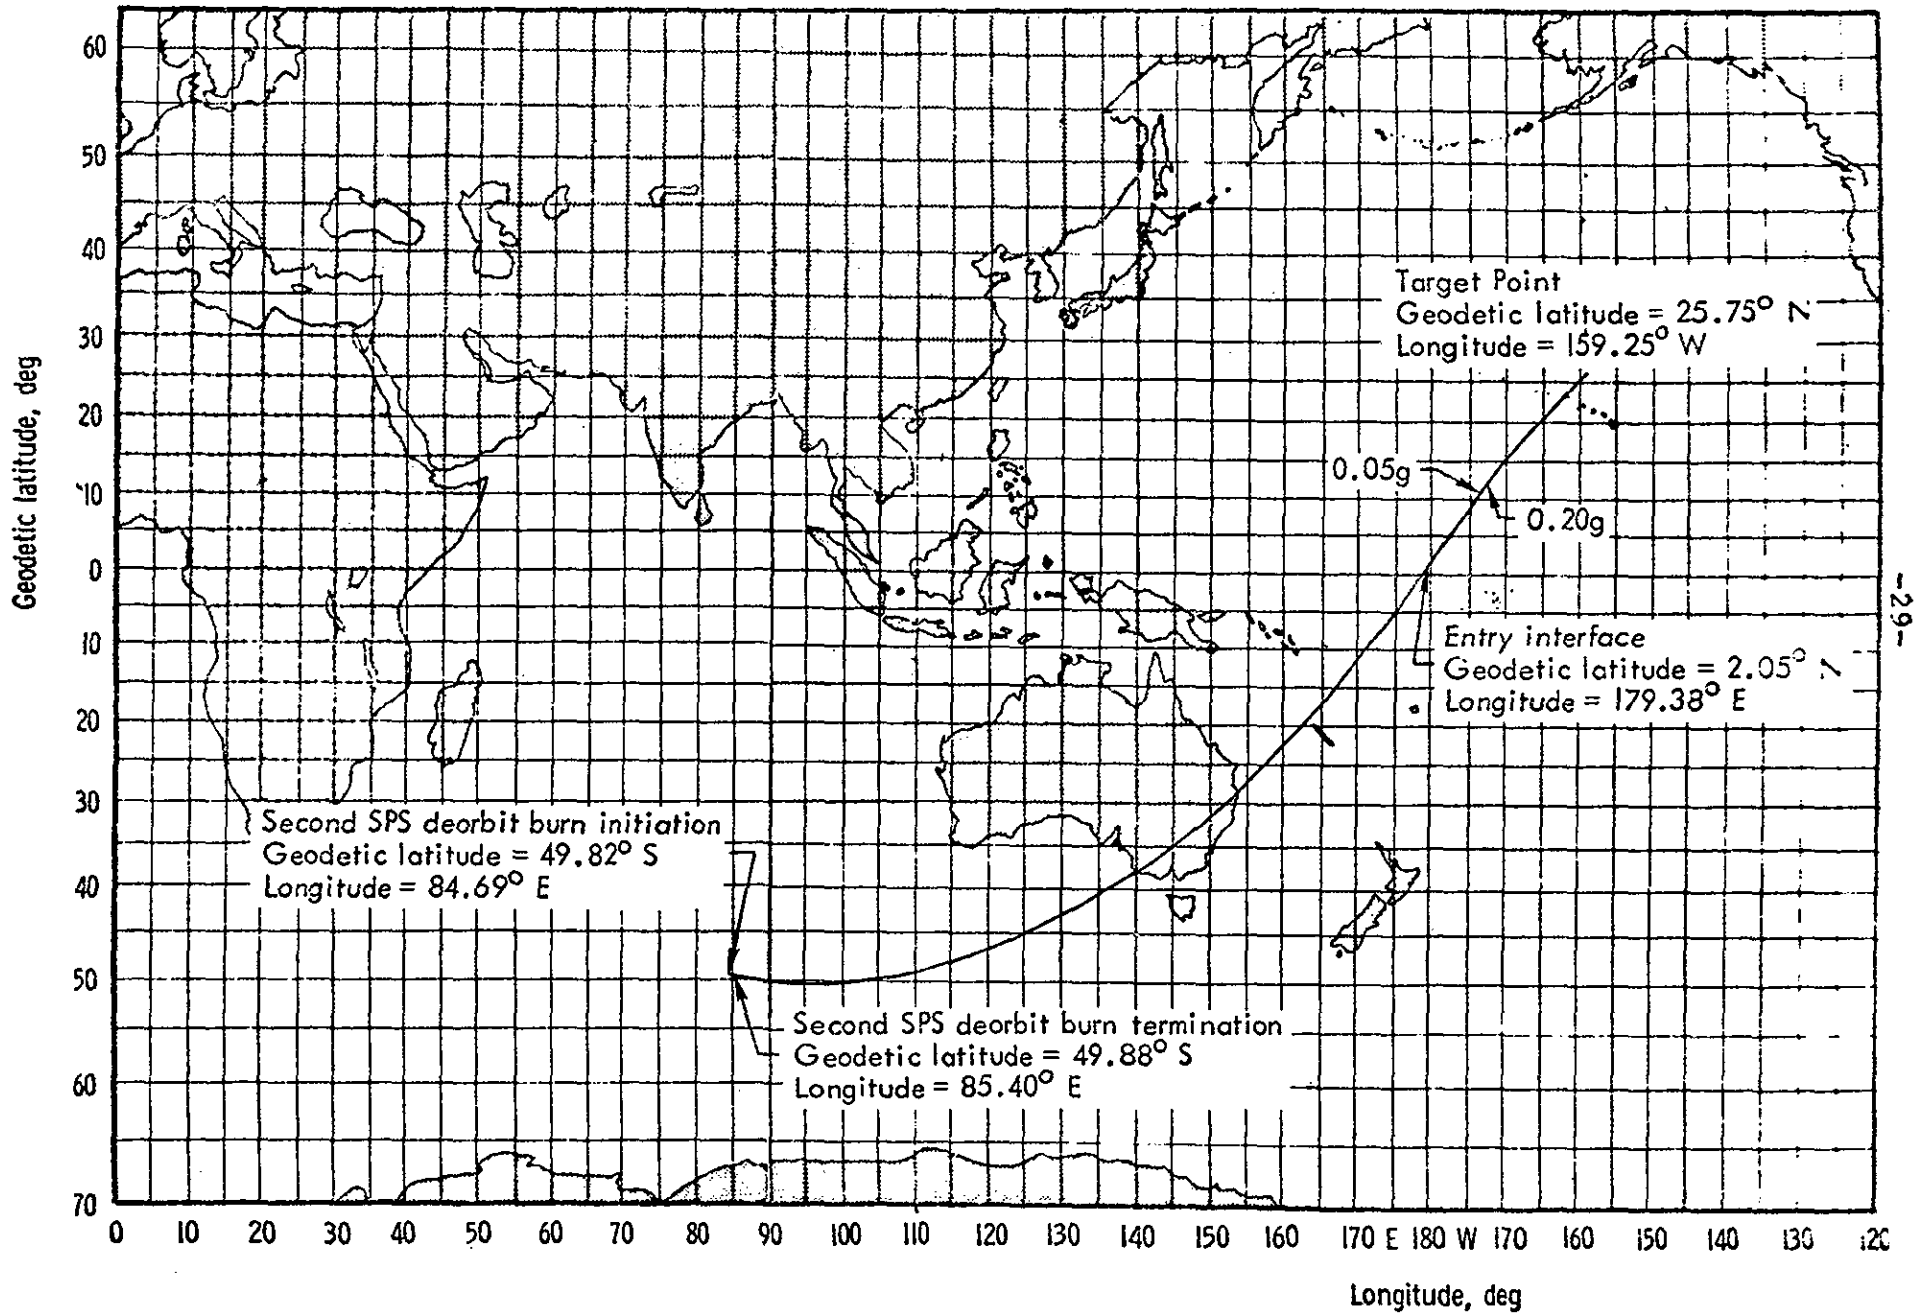 60
50
40
30
20
10
0
10
20
30
40
50
60
70
Geodetic latitude, deg
Target Point
Geodetic latitude = 25.75° N
Longitude = 159.25° W
0.05g
0.20g
Entry interface
Geodetic latitude = 2.05° N
Longitude = 179.38° E
Second SPS deorbit burn initiation
Geodetic latitude = 49.82° S
Longitude = 84.69° E
Second SPS deorbit burn termination
Geodetic latitude = 49.88° S
Longitude = 85.40° E
0 10 20 30 40 50 60 70 80 90 100 110 120 130 140 150 160 170 E 180 W 170 160 150 140 130 120
Longitude, deg
-29-